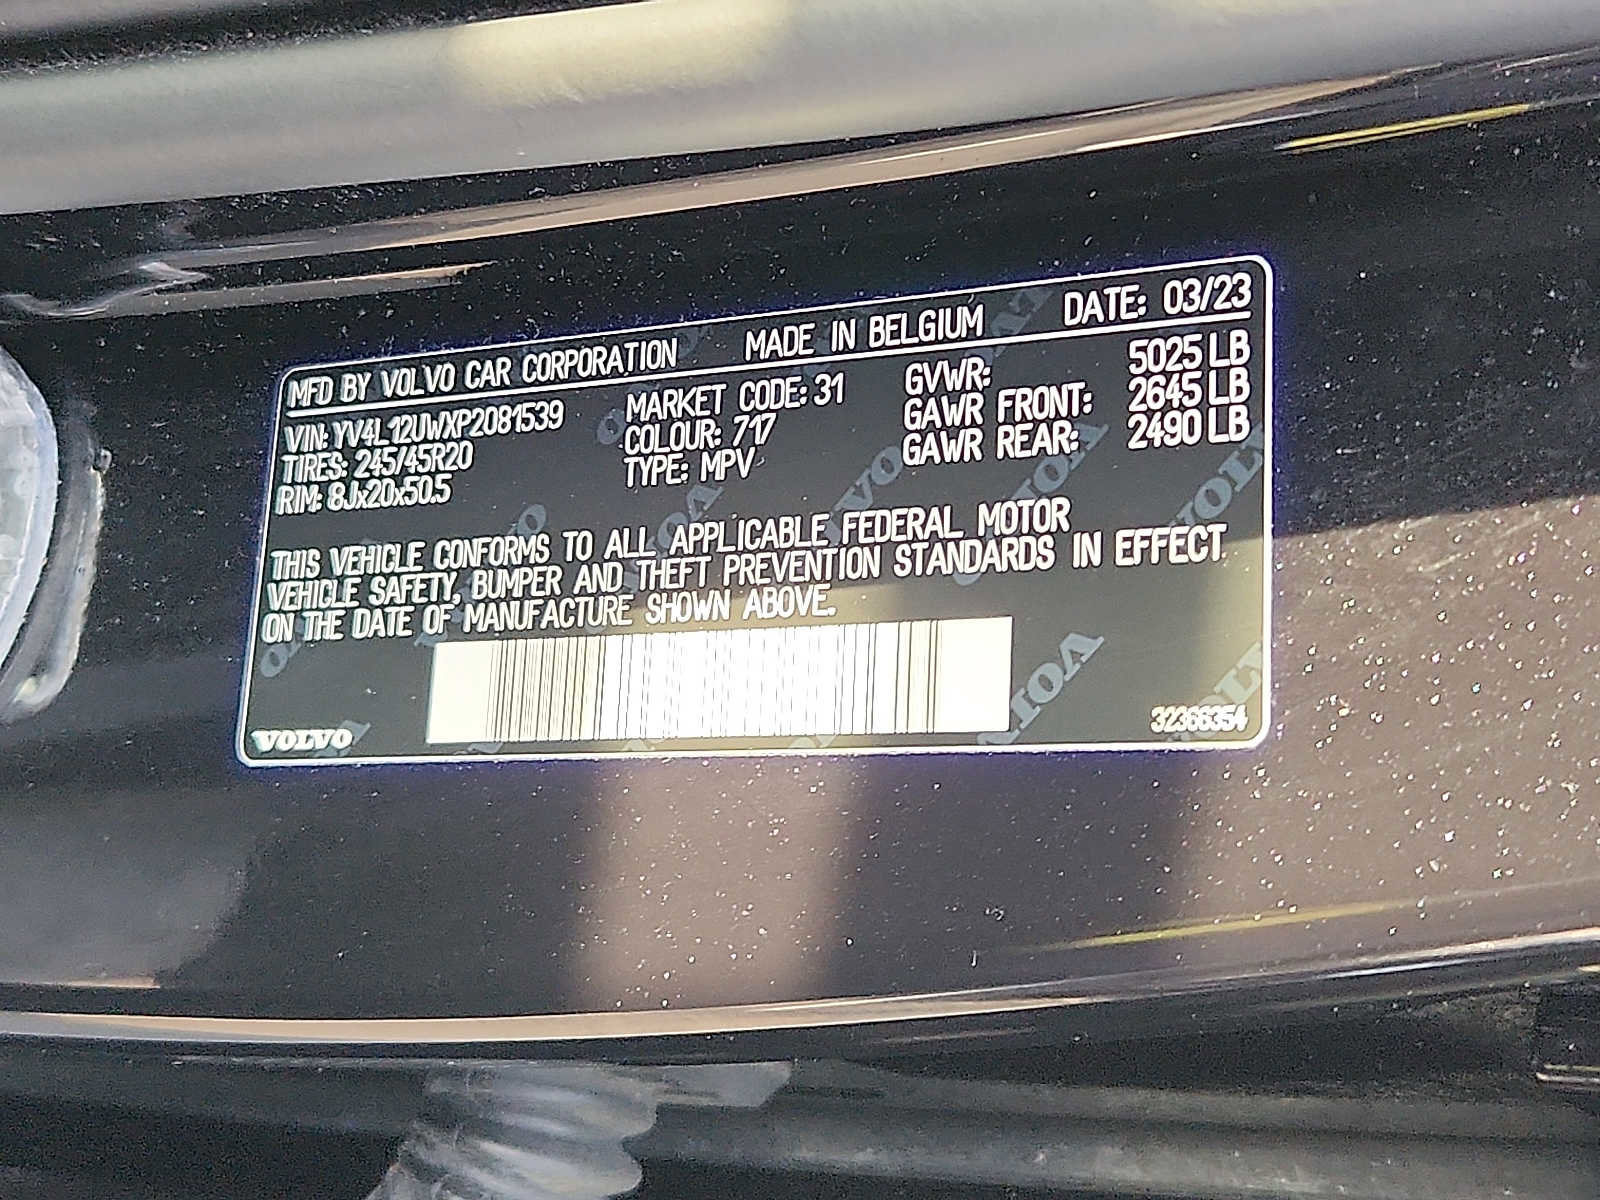 MFD BY VOLVO CAR CORPORATION MADE IN BELGIUM DATE: 03/23
VIN: YV4L12UWXP2081539 MARKET CODE: 31 GVWR: 5025 LB
TIRES: 245/45R20 COLOUR: 717 GAWR FRONT: 2645 LB
RIM: 8Jx20x50.5 TYPE: MPV GAWR REAR: 2490 LB
THIS VEHICLE CONFORMS TO ALL APPLICABLE FEDERAL MOTOR
VEHICLE SAFETY, BUMPER AND THEFT PREVENTION STANDARDS IN EFFECT
ON THE DATE OF MANUFACTURE SHOWN ABOVE.
VOLVO 32366354